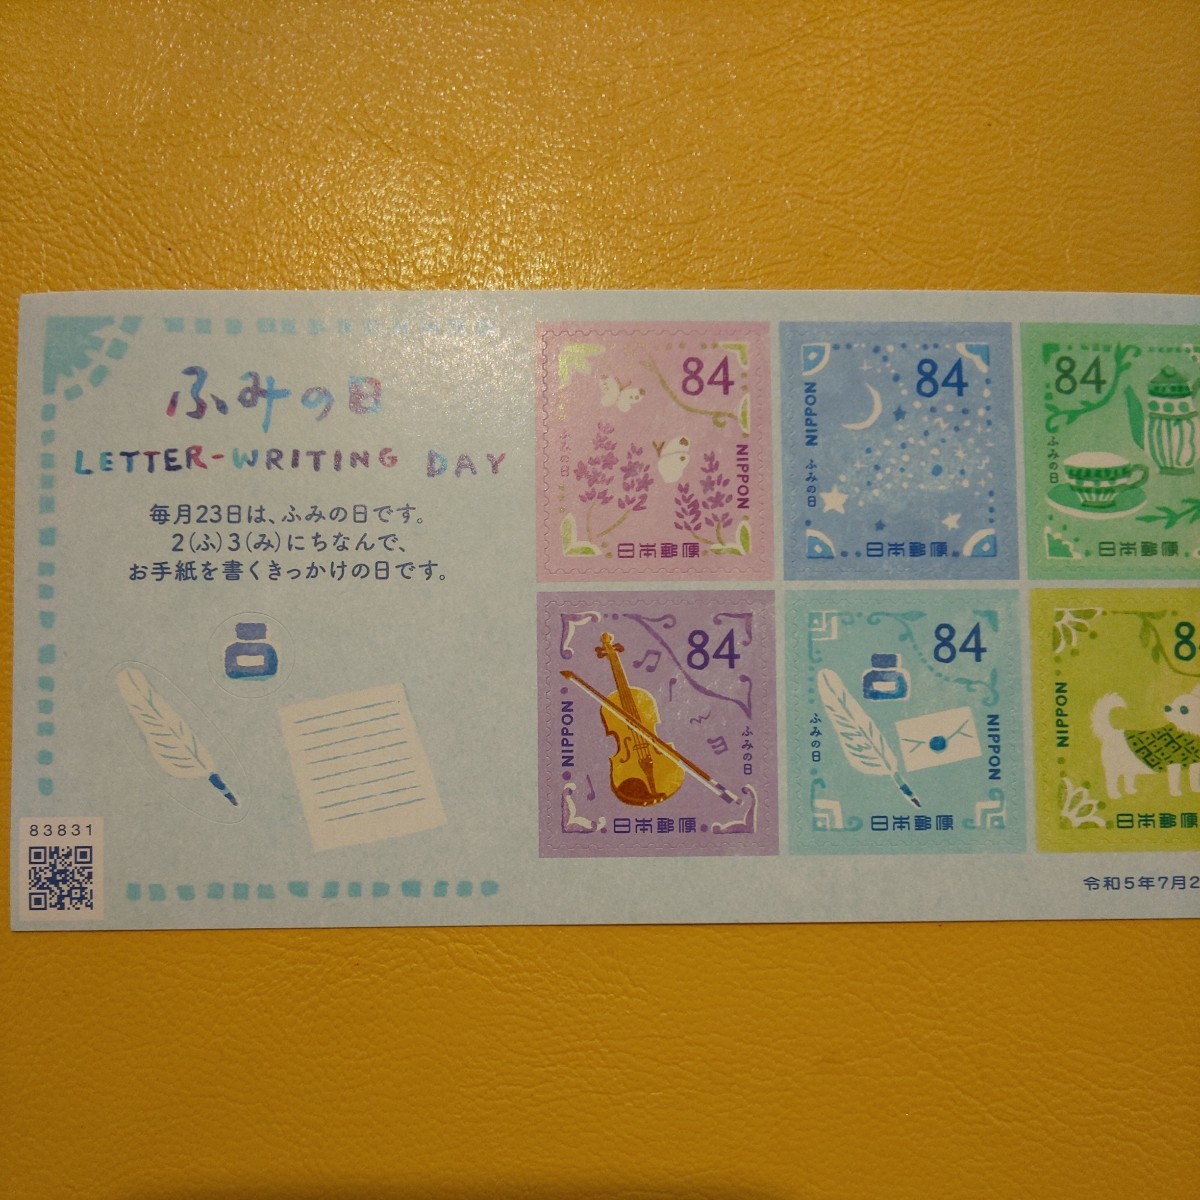 ふみの日
LETTER-WRITING DAY
毎月23日は、ふみの日です。
2(ふ)3(み)にちなんで、
お手紙を書くきっかけの日です。
83831
84
ふみの日
NIPPON
日本郵便
84
NIPPON
ふみの日
日本郵便
84
ふみの日
日本郵便
84
NIPPON
ふみの日
日本郵便
84
ふみの日
NIPPON
日本郵便
NIPPON
日本郵便
令和5年7月2